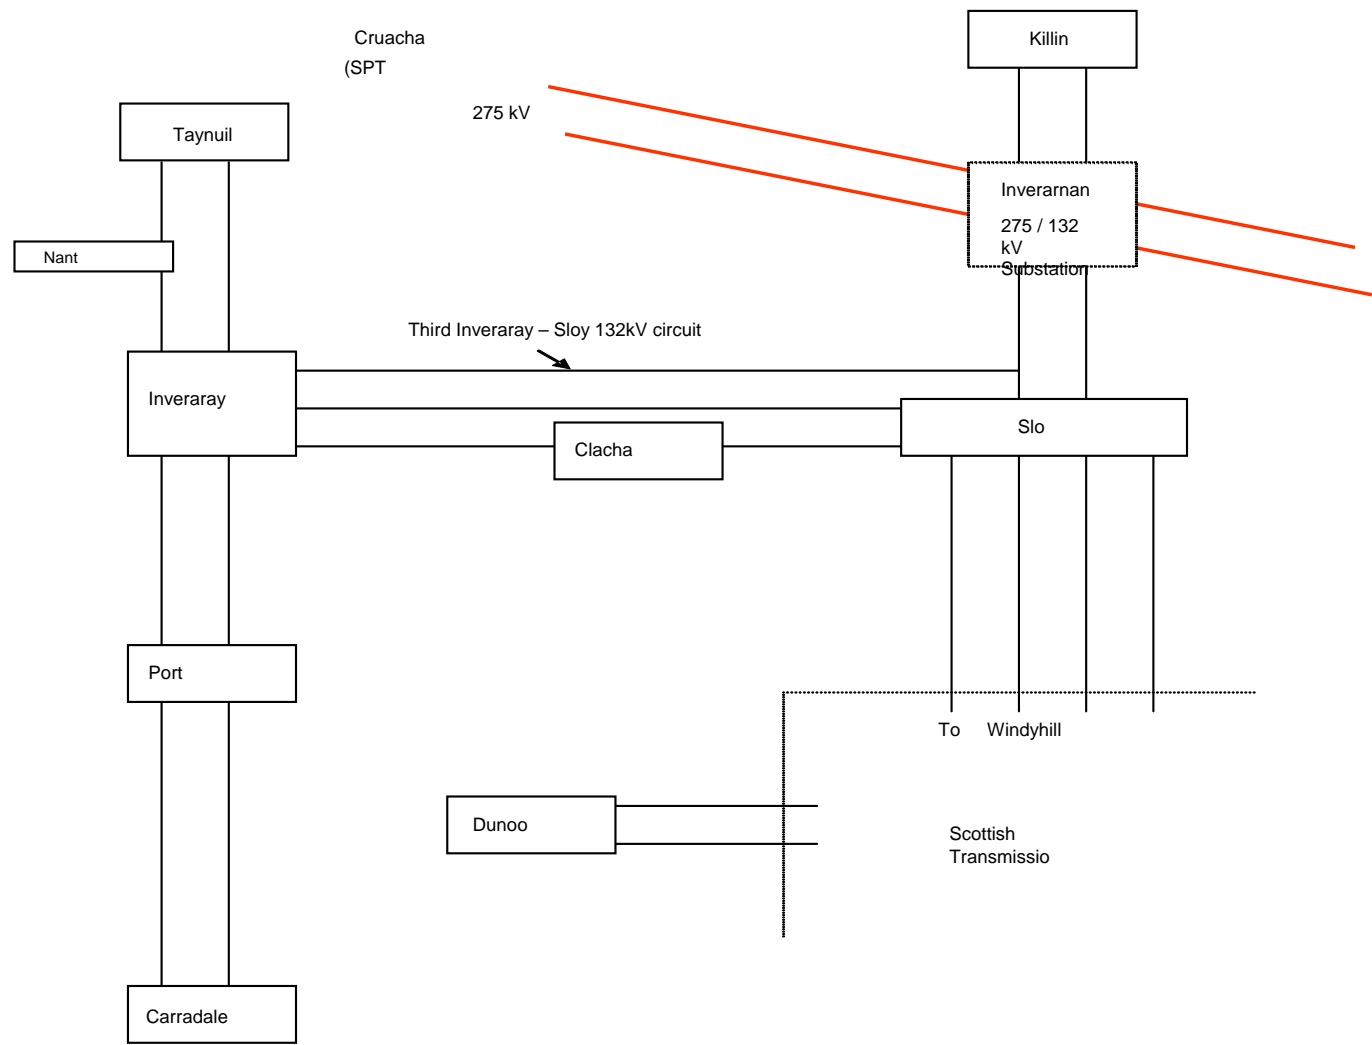 Cruacha
(SPT
Killin
275 kV
Taynuil
Inverarnan
275 / 132
kV
Substation
Nant
Third Inveraray – Sloy 132kV circuit
Inveraray
Slo
Clacha
Port
To Windyhill
Dunoo
Scottish
Transmissio
Carradale